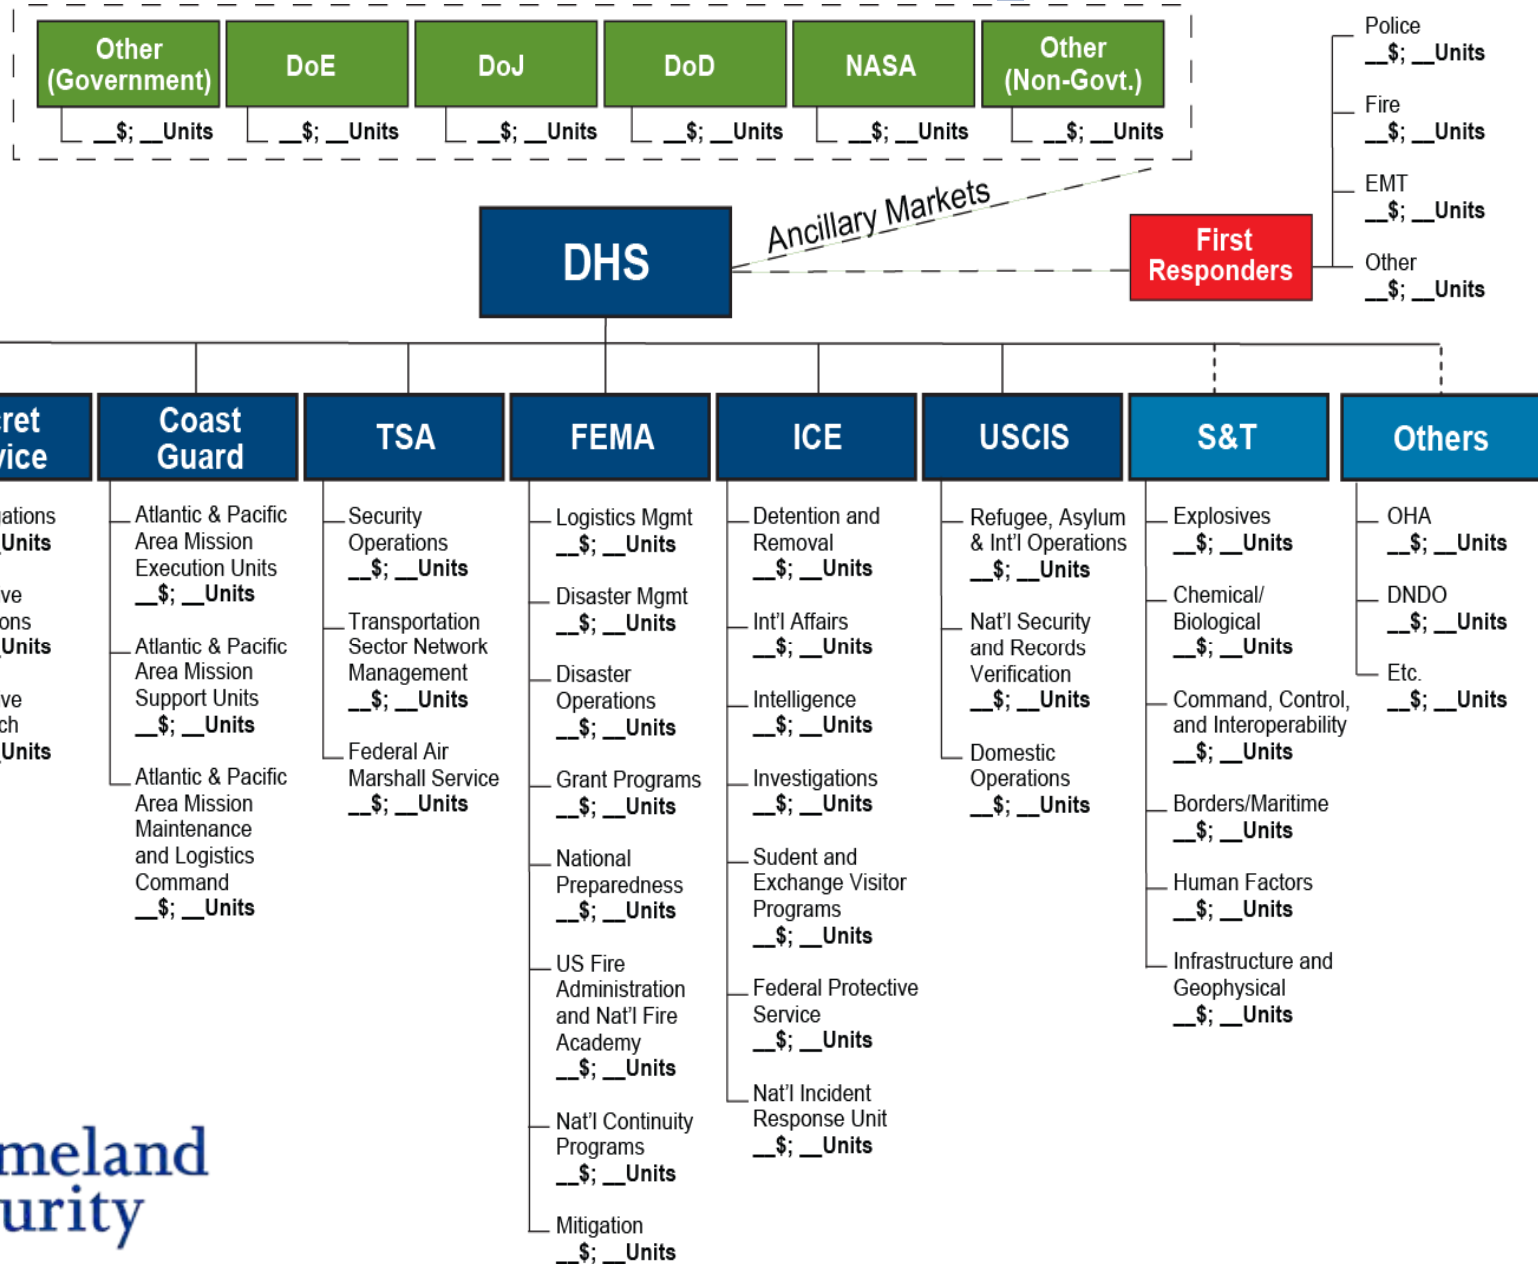 Other
(Government)
__$; __Units
DoE
__$; __Units
DoJ
__$; __Units
DoD
__$; __Units
NASA
__$; __Units
Other
(Non-Govt.)
__$; __Units
Police
__$; __Units
Fire
__$; __Units
EMT
__$; __Units
Other
__$; __Units
Ancillary Markets
DHS
First
Responders
Units
Units
Units
Coast
Guard
Atlantic & Pacific
Area Mission
Execution Units
__$; __Units
Atlantic & Pacific
Area Mission
Support Units
__$; __Units
Atlantic & Pacific
Area Mission
Maintenance
and Logistics
Command
__$; __Units
TSA
Security
Operations
__$; __Units
Transportation
Sector Network
Management
__$; __Units
Federal Air
Marshall Service
__$; __Units
FEMA
Logistics Mgmt
__$; __Units
Disaster Mgmt
__$; __Units
Disaster
Operations
__$; __Units
Grant Programs
__$; __Units
National
Preparedness
__$; __Units
US Fire
Administration
and Nat'l Fire
Academy
__$; __Units
Nat'l Continuity
Programs
__$; __Units
Mitigation
__$; __Units
ICE
Detention and
Removal
__$; __Units
Int'l Affairs
__$; __Units
Intelligence
__$; __Units
Investigations
__$; __Units
Sudent and
Exchange Visitor
Programs
__$; __Units
Federal Protective
Service
__$; __Units
Nat'l Incident
Response Unit
__$; __Units
USCIS
Refugee, Asylum
& Int'l Operations
__$; __Units
Nat'l Security
and Records
Verification
__$; __Units
Domestic
Operations
__$; __Units
S&T
Explosives
__$; __Units
Chemical/
Biological
__$; __Units
Command, Control,
and Interoperability
__$; __Units
Borders/Maritime
__$; __Units
Human Factors
__$; __Units
Infrastructure and
Geophysical
__$; __Units
Others
OHA
__$; __Units
DNDO
__$; __Units
Etc.
__$; __Units